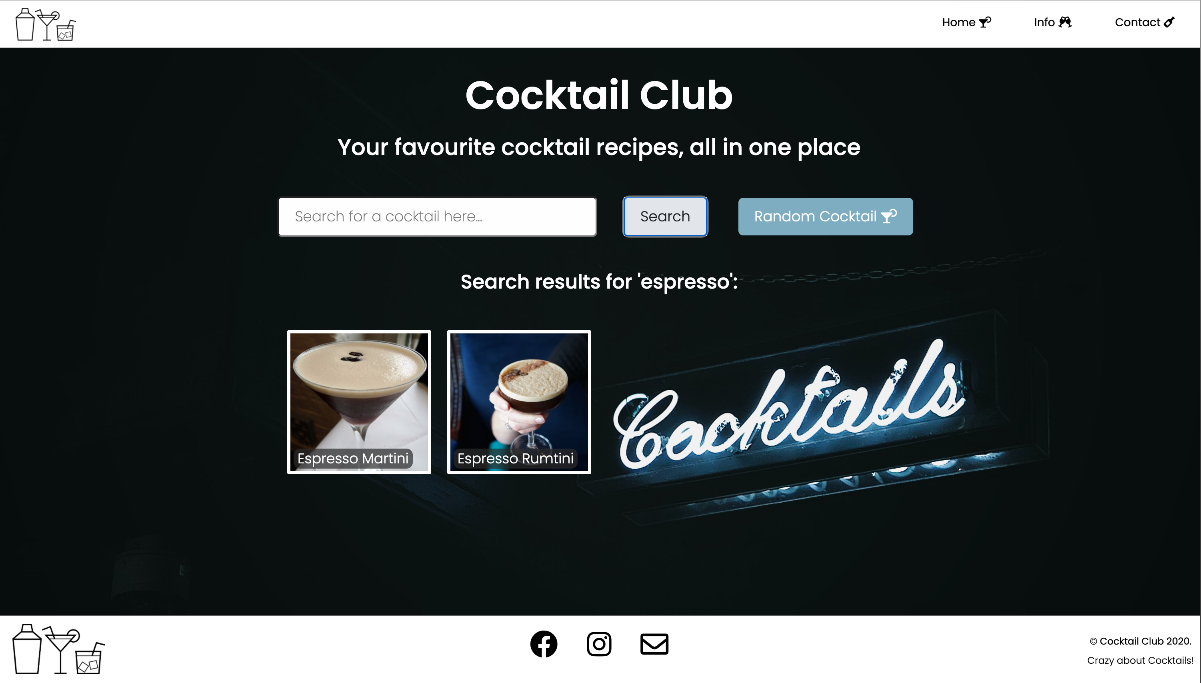 Home
Info
Contact
Cocktail Club
Your favourite cocktail recipes, all in one place
Search for a cocktail here...
Search
Random Cocktail
Search results for 'espresso':
Espresso Martini
Espresso Rumtini
Cocktails
© Cocktail Club 2020.
Crazy about Cocktails!